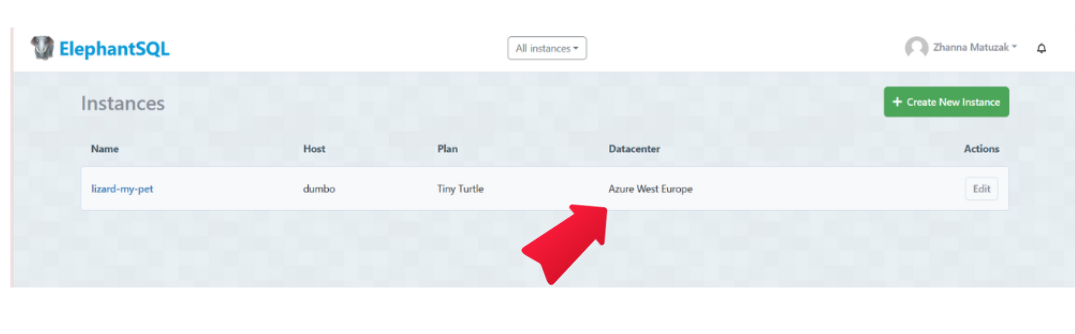 ElephantSQL All instances Zhanna Matuzak
Instances + Create New Instance
Name Host Plan Datacenter Actions
lizard-my-pet dumbo Tiny Turtle Azure West Europe Edit